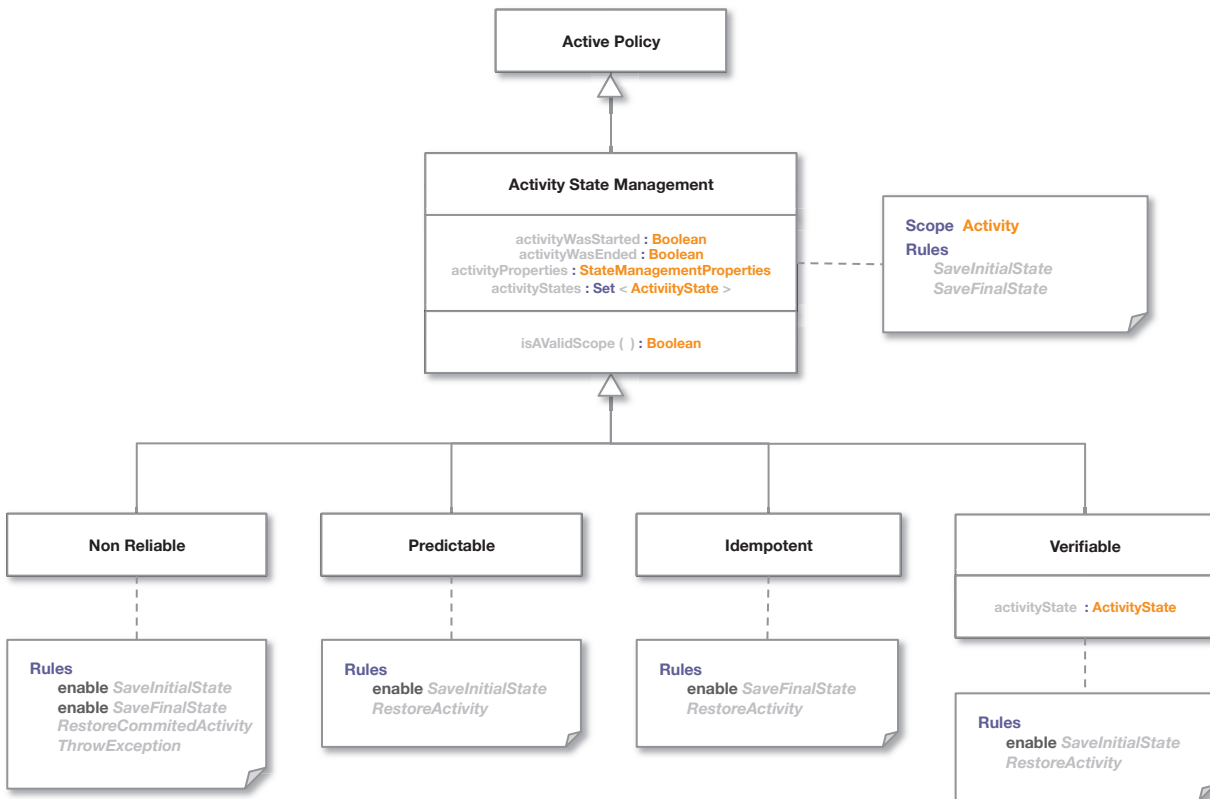 Active Policy
Activity State Management
activityWasStarted : Boolean
activityWasEnded : Boolean
activityProperties : StateManagementProperties
activityStates : Set < ActiviityState >
isAValidScope ( ) : Boolean
Scope Activity
Rules
SaveInitialState
SaveFinalState
Non Reliable
Predictable
Idempotent
Verifiable
activityState : ActivityState
Rules
enable SaveInitialState
enable SaveFinalState
RestoreCommitedActivity
ThrowException
Rules
enable SaveInitialState
RestoreActivity
Rules
enable SaveFinalState
RestoreActivity
Rules
enable SaveInitialState
RestoreActivity